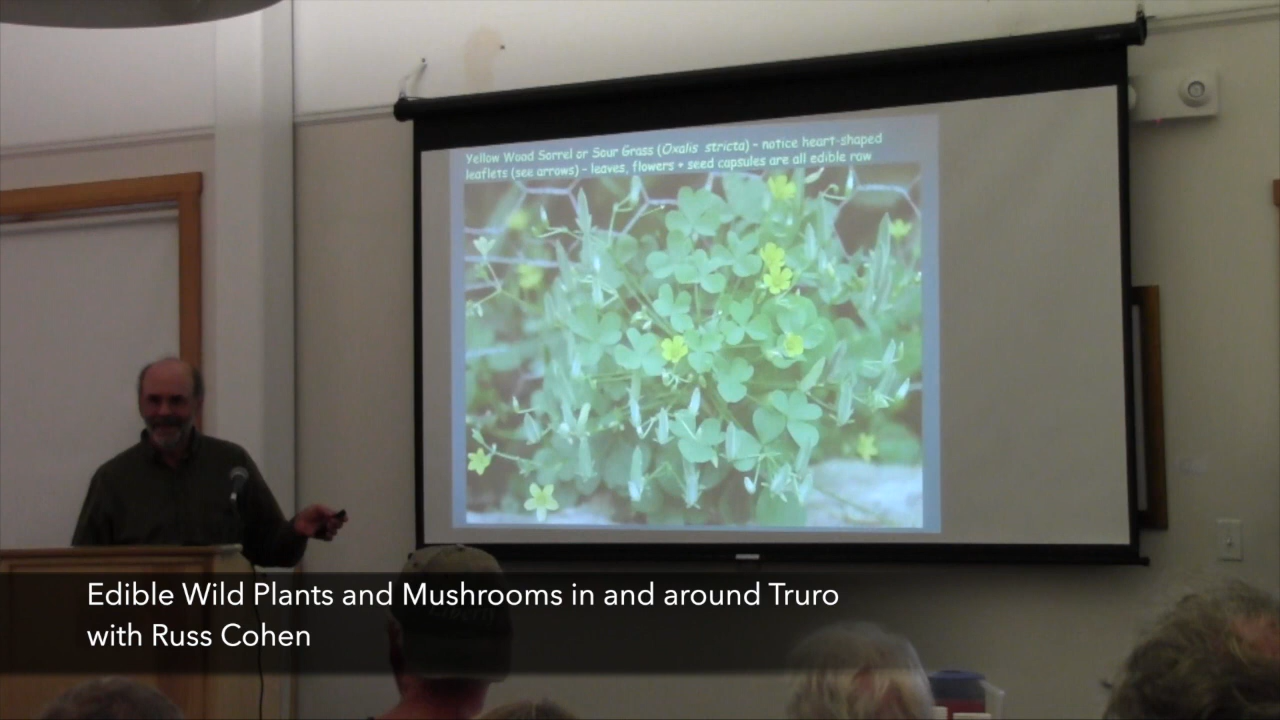 Yellow Wood Sorrel or Sour Grass (Oxalis stricta) - notice heart-shaped
leaflets (see arrows) - leaves, flowers + seed capsules are all edible raw
Edible Wild Plants and Mushrooms in and around Truro
with Russ Cohen